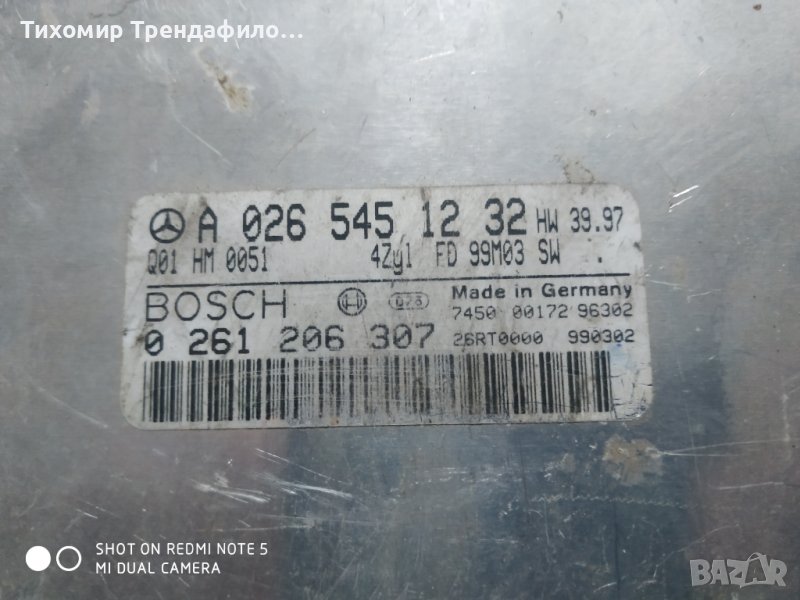 Тихомир Трендафило...
A 026 545 12 32 HW 39.97
Q01 HM 0051 4Zyl FD 99M03 SW .
BOSCH Made in Germany
7450 00172 96302
0 261 206 307 26RT0000 990302
SHOT ON REDMI NOTE 5
MI DUAL CAMERA
BAZAR